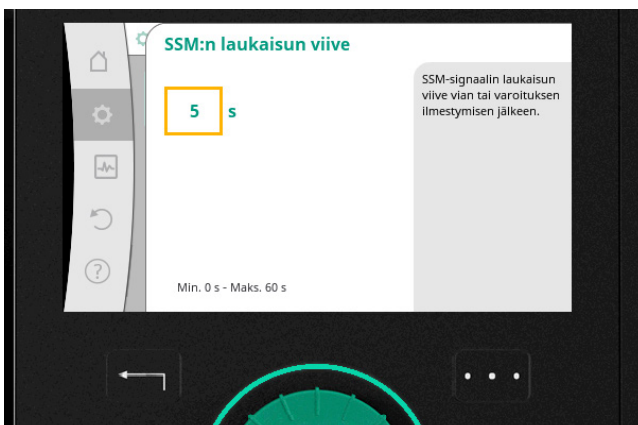 SSM:n laukaisun viive
5 s
SSM-signaalin laukaisun
viive vian tai varoituksen
ilmestymisen jälkeen.
Min. 0 s - Maks. 60 s
?